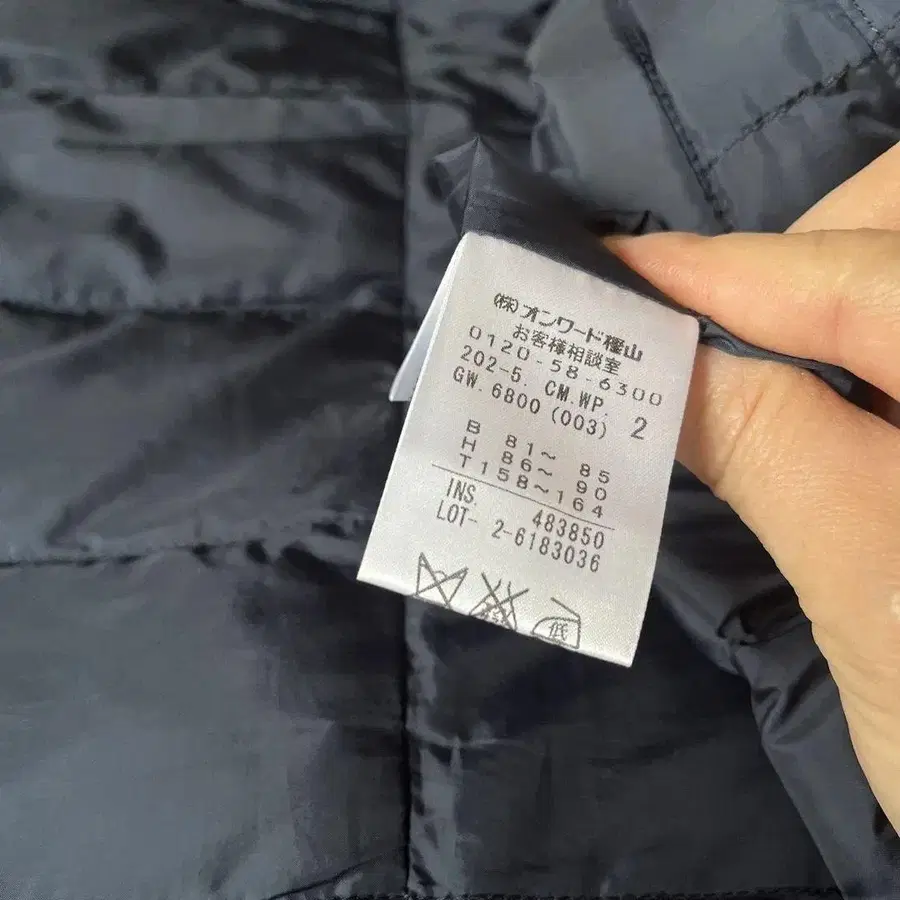 (株)オンワード樫山
お客様相談室
0120-58-6300
202-5. CM.WP.
GW. 6800 (003) 2
B 81～ 85
H 86～ 90
T 158～164
INS. 483850
LOT- 2-6183036
低